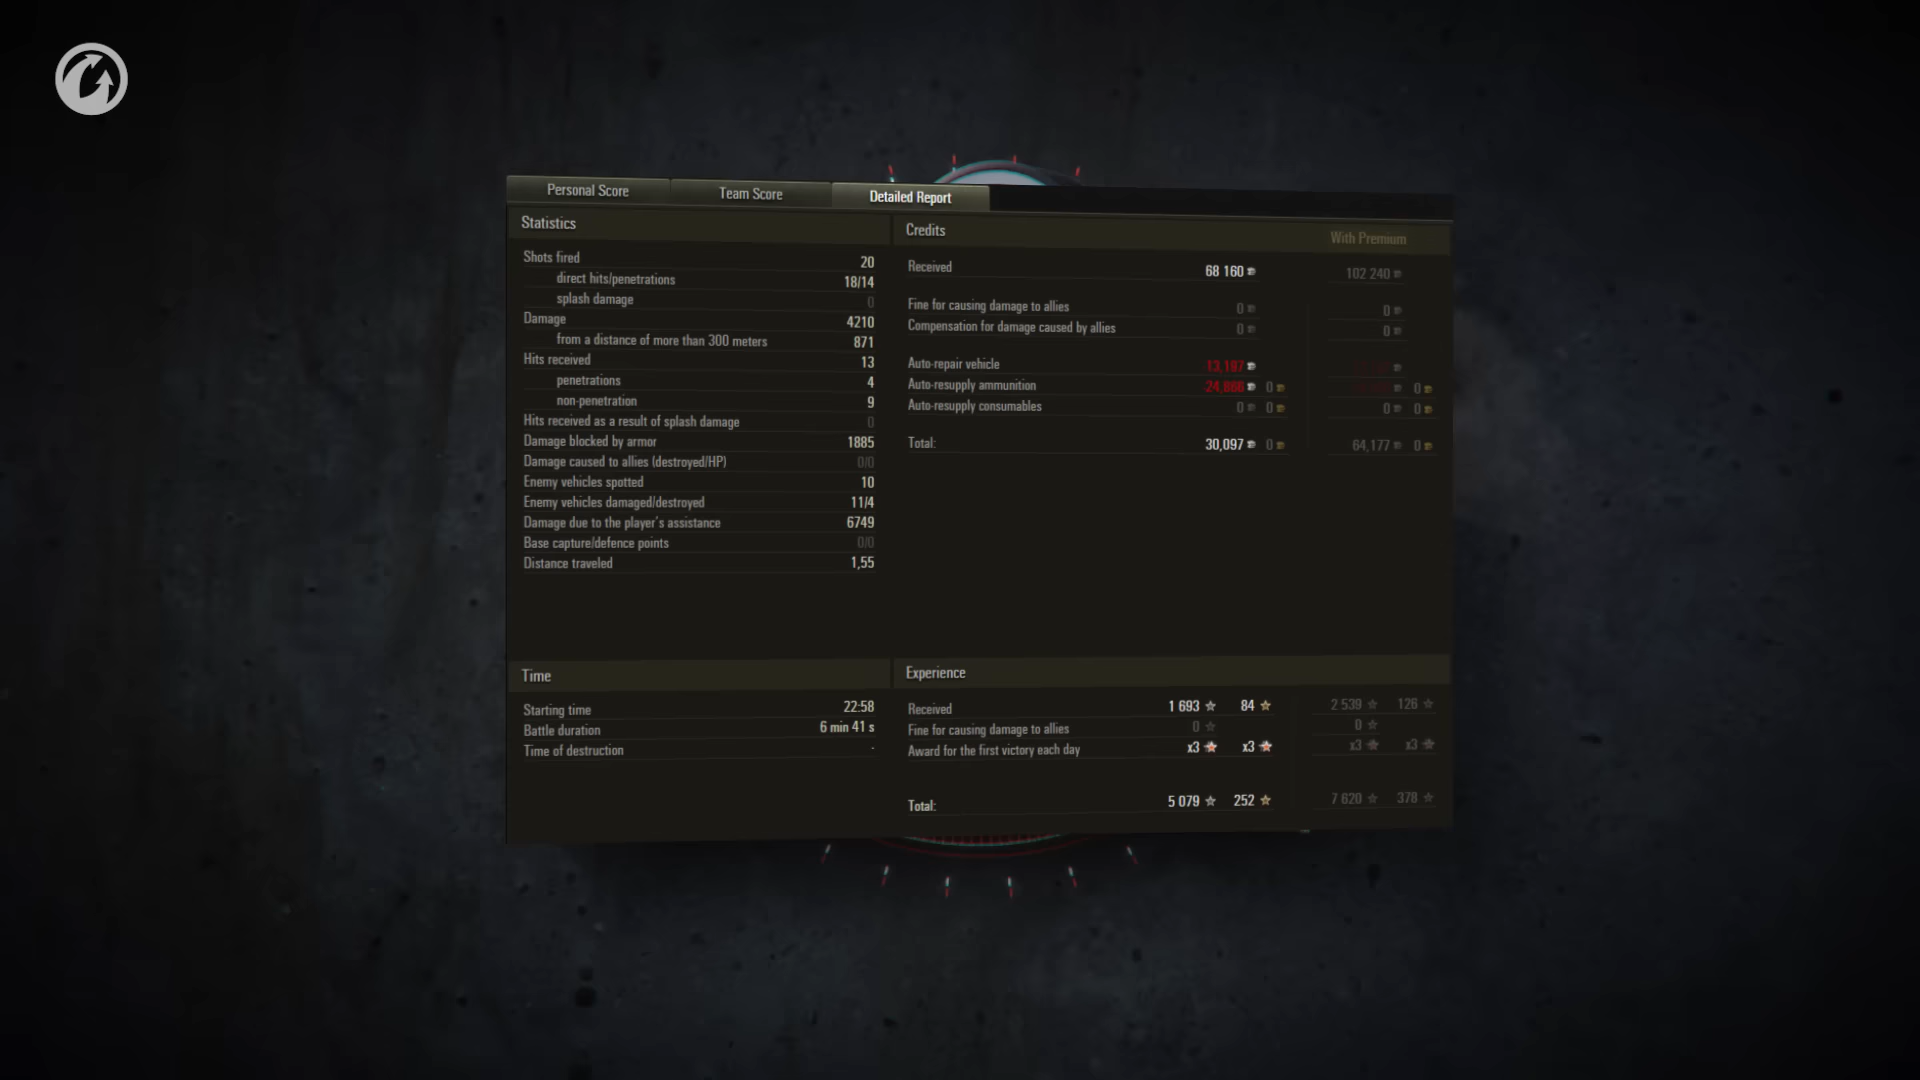 Personal Score Team Score Detailed Report
Statistics
Shots fired 20
direct hits/penetrations 18/14
splash damage 0
Damage 4210
from a distance of more than 300 meters 871
Hits received 13
penetrations 4
non-penetration 9
Hits received as a result of splash damage 0
Damage blocked by armor 1885
Damage caused to allies (destroyed/HP) 0/0
Enemy vehicles spotted 10
Enemy vehicles damaged/destroyed 11/4
Damage due to the player's assistance 6749
Base capture/defence points 0/0
Distance traveled 1,55
Credits With Premium
Received 68 160 102 240
Fine for causing damage to allies 0 0
Compensation for damage caused by allies 0 0
Auto-repair vehicle 13,197
Auto-resupply ammunition 24,866 0 0
Auto-resupply consumables 0 0 0 0
Total: 30,097 0 64,177 0
Time
Starting time 22:58
Battle duration 6 min 41 s
Time of destruction -
Experience
Received 1 693 84 2 539 126
Fine for causing damage to allies 0 0
Award for the first victory each day x3 x3 x3 x3
Total: 5 079 252 7 620 378